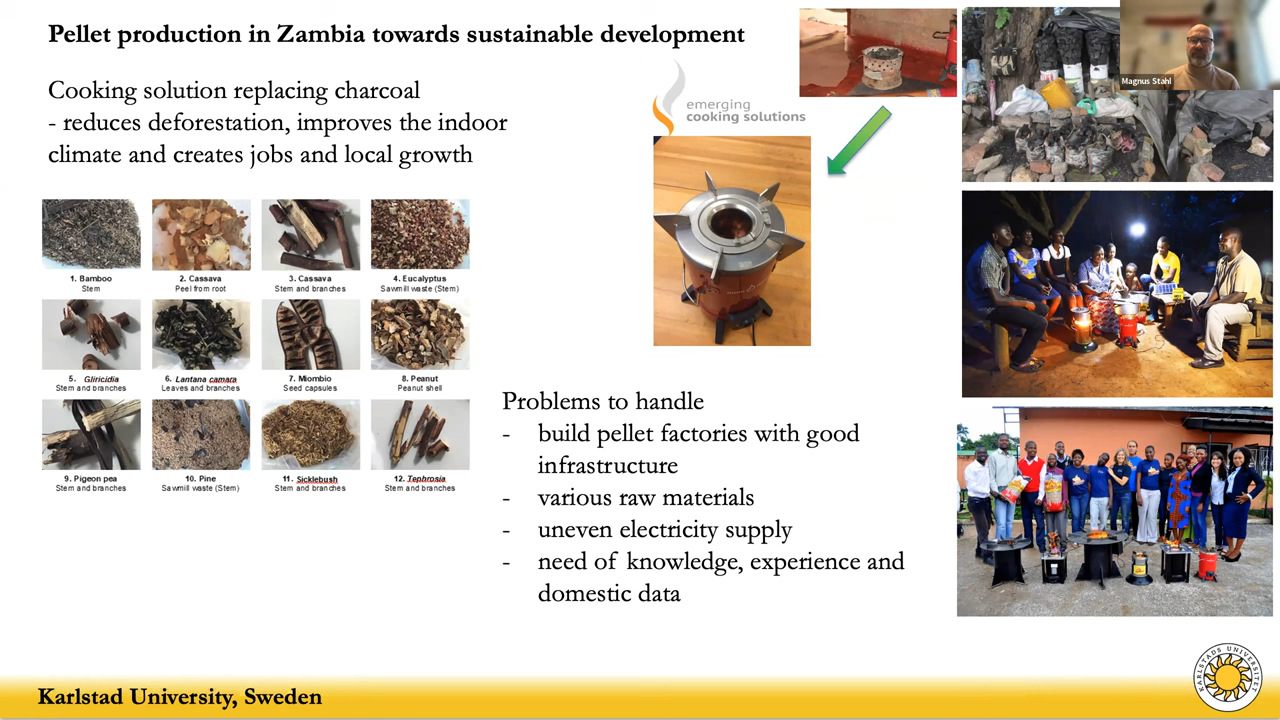 Pellet production in Zambia towards sustainable development
Cooking solution replacing charcoal
- reduces deforestation, improves the indoor
climate and creates jobs and local growth
emerging
cooking solutions
Magnus Stahl
1. Bamboo
Stem
2. Cassava
Peel from root
3. Cassava
Stem and branches
4. Eucalyptus
Sawmill waste (Stem)
5. Gliricidia
Stem and branches
6. Lantana camara
Leaves and branches
7. Miombo
Seed capsules
8. Peanut
Peanut shell
9. Pigeon pea
Stem and branches
10. Pine
Sawmill waste (Stem)
11. Sicklebush
Stem and branches
12. Tephrosia
Stem and branches
Problems to handle
- build pellet factories with good
infrastructure
- various raw materials
- uneven electricity supply
- need of knowledge, experience and
domestic data
Karlstad University, Sweden
KARLSTADS UNIVERSITET